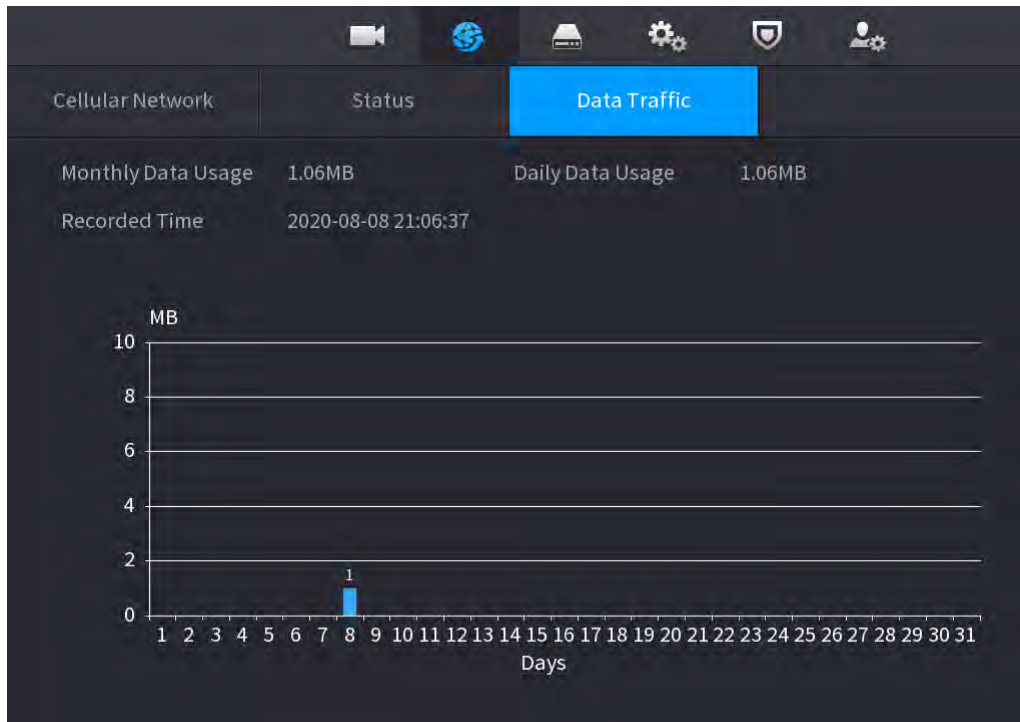 Cellular Network Status Data Traffic
Monthly Data Usage 1.06MB Daily Data Usage 1.06MB
Recorded Time 2020-08-08 21:06:37
MB
10
8
6
4
2
1
0
1 2 3 4 5 6 7 8 9 10 11 12 13 14 15 16 17 18 19 20 21 22 23 24 25 26 27 28 29 30 31
Days